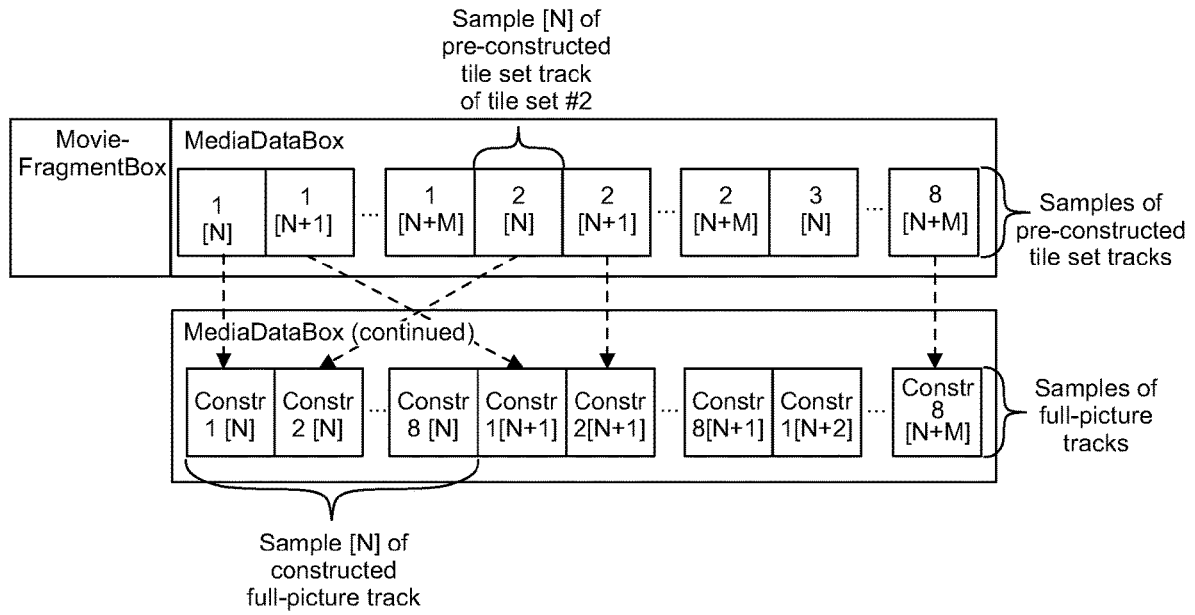 Sample [N] of
pre-constructed
tile set track
of tile set #2
Movie-
FragmentBox
MediaDataBox
1
[N]
1
[N+1]
...
1
[N+M]
2
[N]
2
[N+1]
...
2
[N+M]
3
[N]
...
8
[N+M]
Samples of
pre-constructed
tile set tracks
MediaDataBox (continued)
Constr
1 [N]
Constr
2 [N]
...
Constr
8 [N]
Constr
1[N+1]
Constr
2[N+1]
...
Constr
8[N+1]
Constr
1[N+2]
...
Constr
8
[N+M]
Samples of
full-picture
tracks
Sample [N] of
constructed
full-picture track